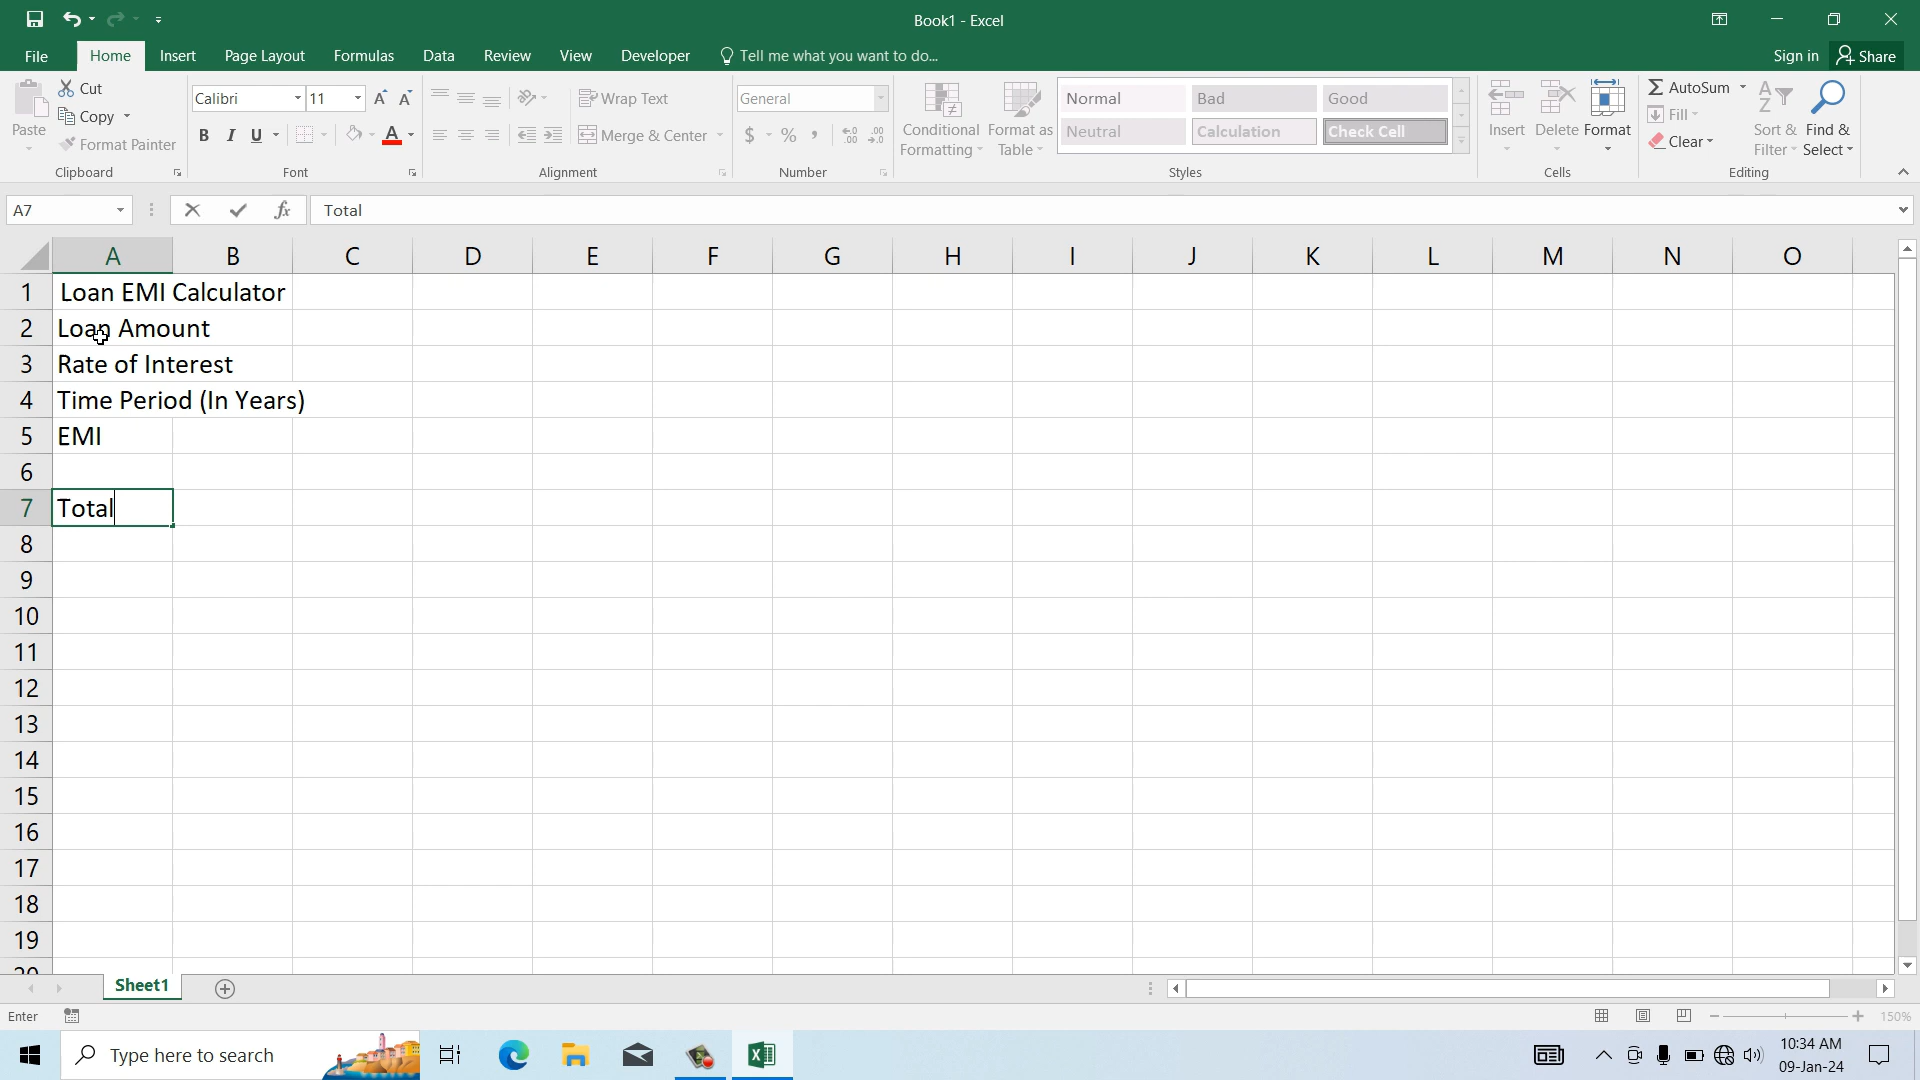 Book1 - Excel
File Home Insert Page Layout Formulas Data Review View Developer Tell me what you want to do... Sign in Share
Paste Cut Copy Format Painter Clipboard
Calibri 11 B I U A Font
Wrap Text Merge & Center Alignment
General $ % , Number
Conditional Formatting Format as Table
Normal Bad Good
Neutral Calculation Check Cell
Styles
Insert Delete Format Cells
AutoSum Fill Clear Sort & Filter Find & Select Editing
A7 fx Total
A B C D E F G H I J K L M N O
1 Loan EMI Calculator
2 Loan Amount
3 Rate of Interest
4 Time Period (In Years)
5 EMI
6
7 Total
8
9
10
11
12
13
14
15
16
17
18
19
20
Sheet1
Enter 150%
Type here to search 10:34 AM
09-Jan-24